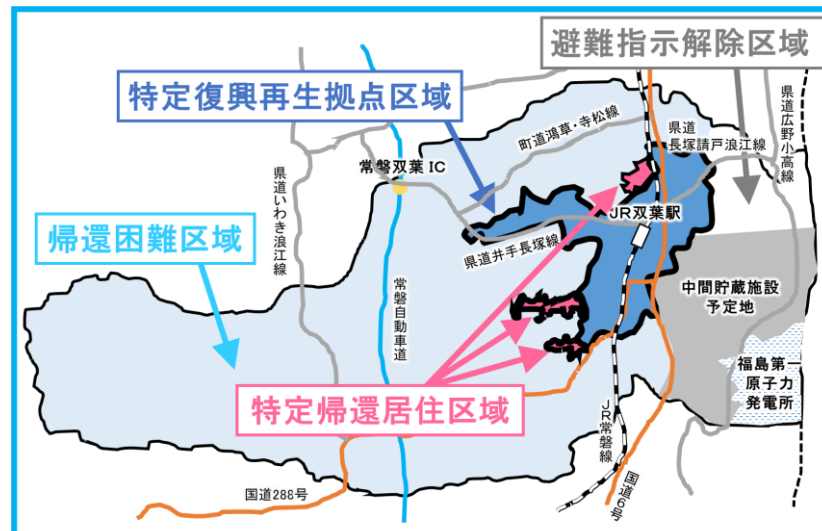 避難指示解除区域
特定復興再生拠点区域
町道鴻草・寺松線
県道
長塚請戸浪江線
県道広野小高線
常磐双葉 IC
県道いわき浪江線
JR双葉駅
帰還困難区域
県道井手長塚線
常磐自動車道
中間貯蔵施設
予定地
福島第一
原子力
発電所
特定帰還居住区域
JR常磐線
国道6号
国道288号